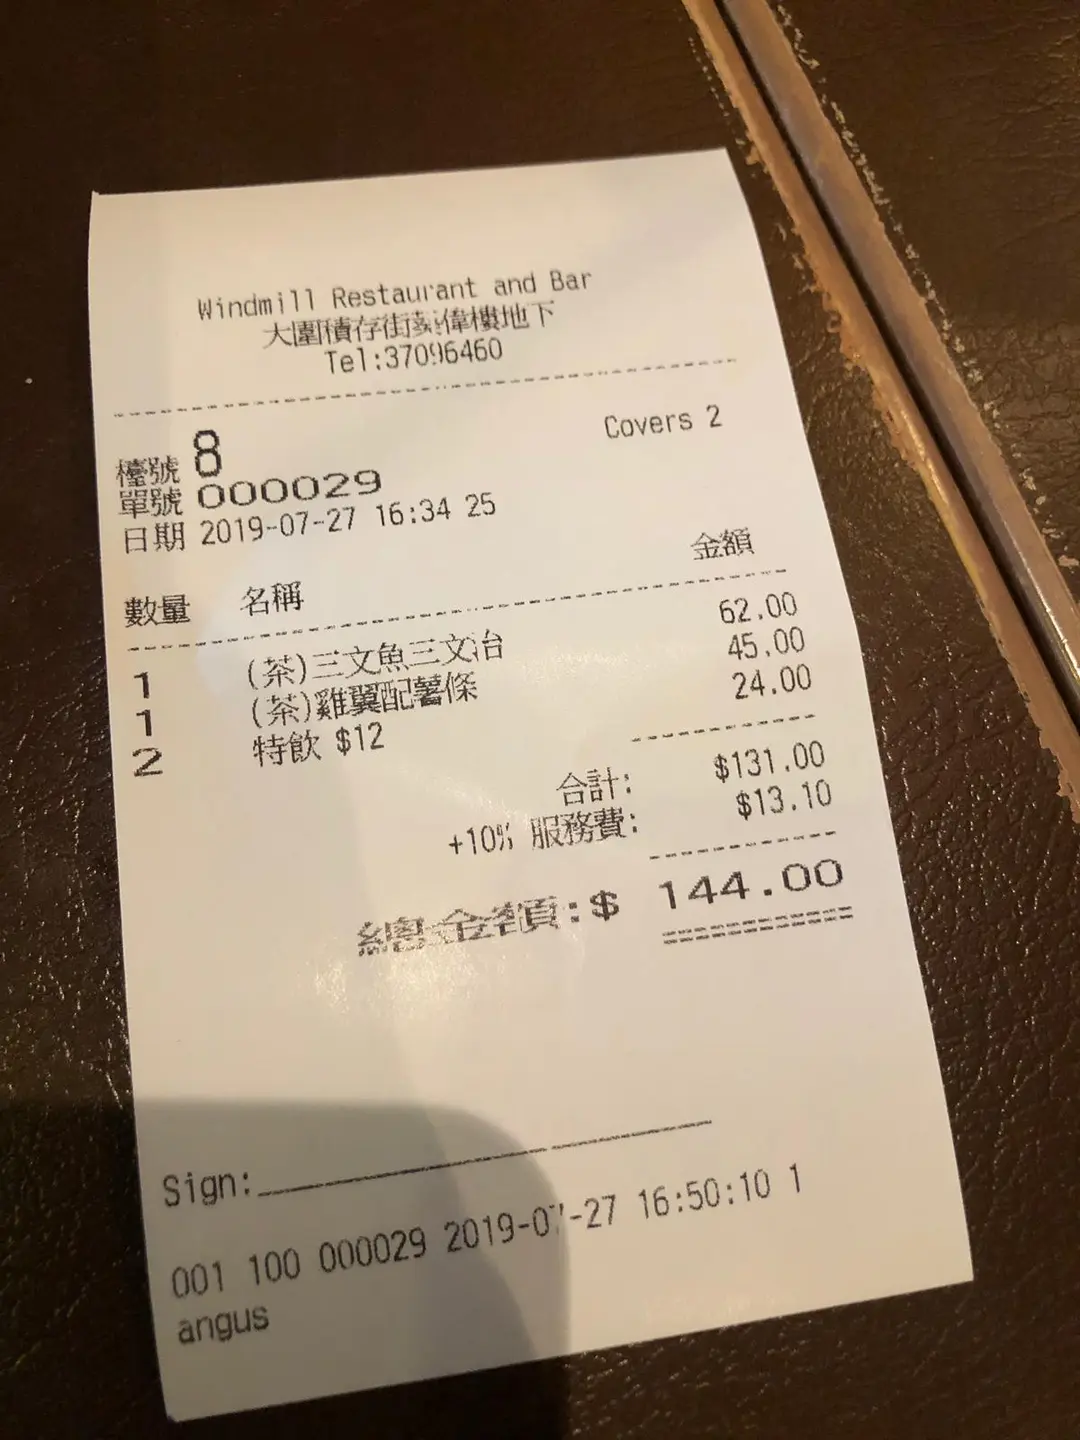 Windmill Restaurant and Bar
大圍積存街葵偉樓地下
Tel:37096460
Covers 2
檯號 8
單號 000029
日期 2019-07-27 16:34 25
數量 名稱 金額
1 (茶)三文魚三文治 62.00
1 (茶)雞翼配薯條 45.00
2 特飲 $12 24.00
合計: $131.00
+10% 服務費: $13.10
總金額:$ 144.00
Sign:
001 100 000029 2019-07-27 16:50:10 1
angus